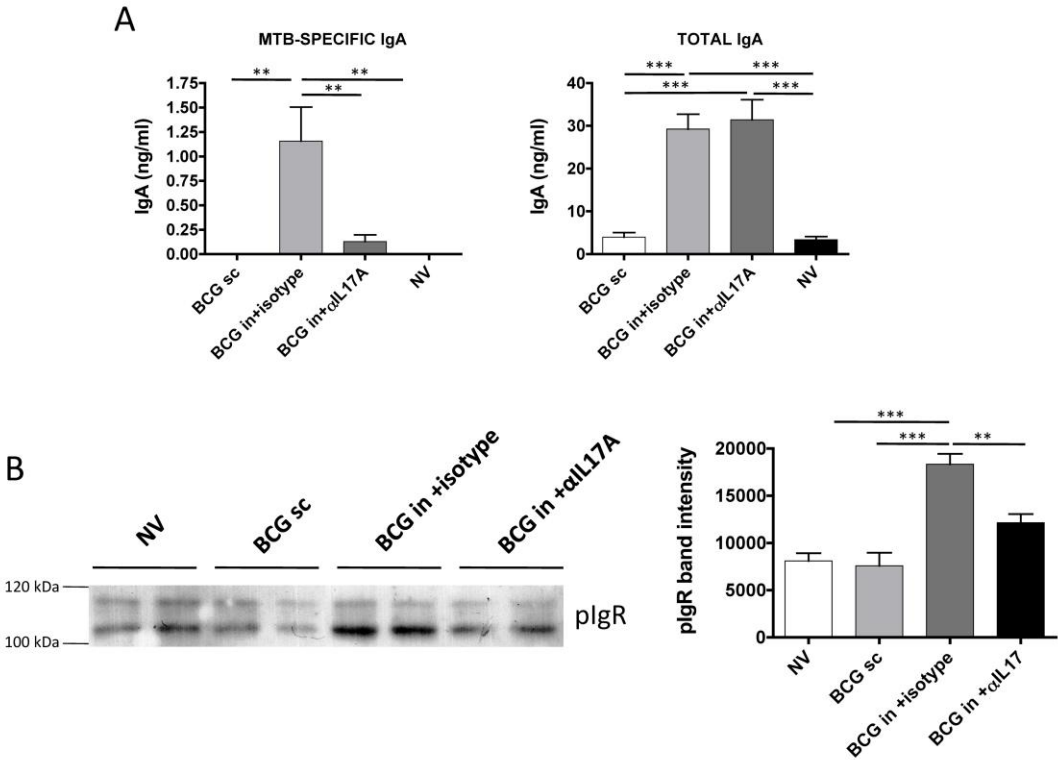 A
MTB-SPECIFIC IgA
** **
**
IgA (ng/ml)
1.75
1.50
1.25
1.00
0.75
0.50
0.25
0.00
BCG sc
BCG in+isotype
BCG in+αIL17A
NV
TOTAL IgA
*** ***
*** ***
IgA (ng/ml)
40
30
20
10
0
BCG sc
BCG in+isotype
BCG in+αIL17A
NV
B
NV
BCG sc
BCG in +isotype
BCG in +αIL17A
120 kDa
100 kDa
pIgR
***
*** **
pIgR band intensity
20000
15000
10000
5000
0
NV
BCG sc
BCG in +isotype
BCG in +αIL17